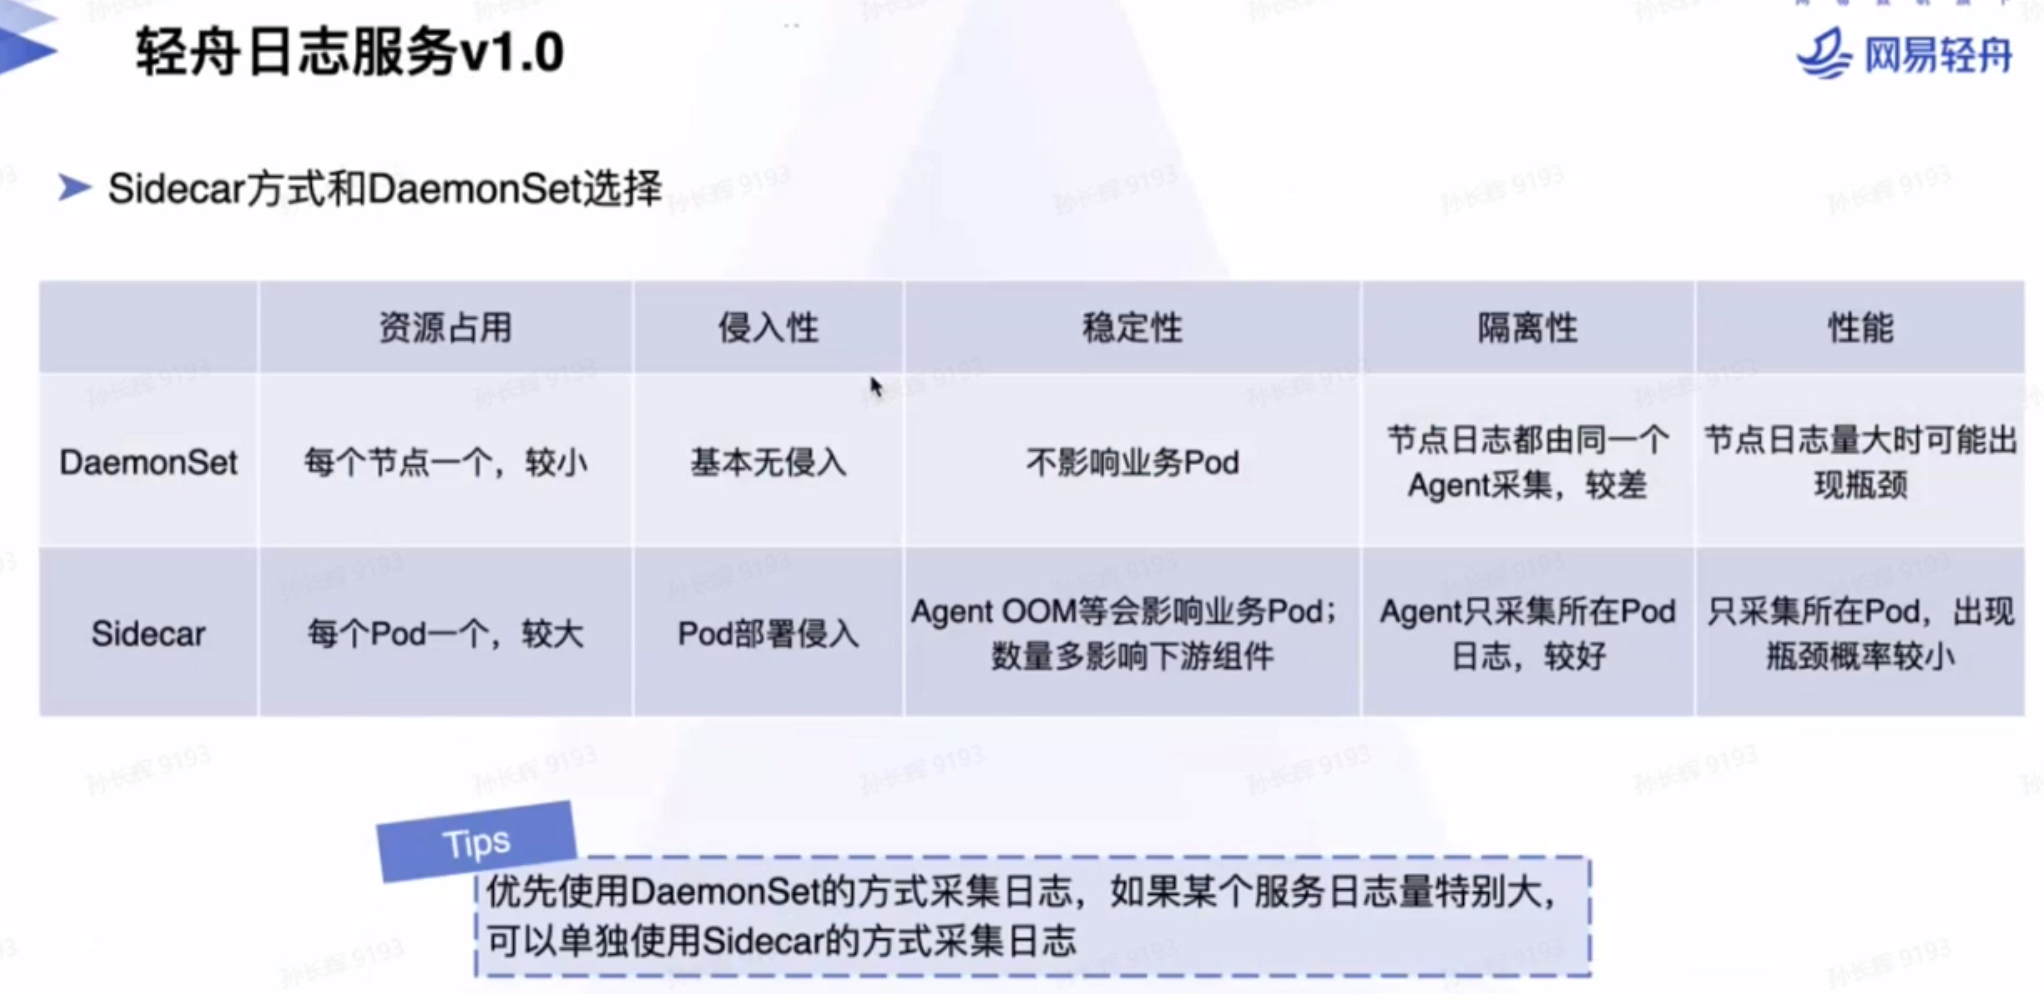 轻舟日志服务v1.0
网易轻舟
Sidecar方式和DaemonSet选择
资源占用
侵入性
稳定性
隔离性
性能
DaemonSet
每个节点一个，较小
基本无侵入
不影响业务Pod
节点日志都由同一个
Agent采集，较差
节点日志量大时可能出
现瓶颈
Sidecar
每个Pod一个，较大
Pod部署侵入
Agent OOM等会影响业务Pod；
数量多影响下游组件
Agent只采集所在Pod
日志，较好
只采集所在Pod，出现
瓶颈概率较小
Tips
优先使用DaemonSet的方式采集日志，如果某个服务日志量特别大，
可以单独使用Sidecar的方式采集日志
孙长辉 9193